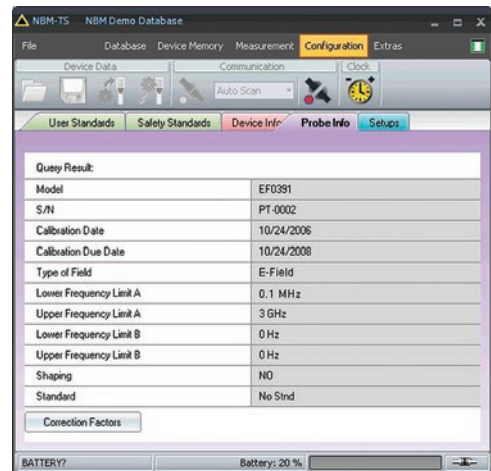 NBM-TS NBM Demo Database
File Database Device Memory Measurement Configuration Extras
Device Data Communication Clock
Auto Scan
User Standards Safety Standards Device Info Probe Info Setups
Query Result:
Model EF0391
S/N PT-0002
Calibration Date 10/24/2006
Calibration Due Date 10/24/2008
Type of Field E-Field
Lower Frequency Limit A 0.1 MHz
Upper Frequency Limit A 3 GHz
Lower Frequency Limit B 0 Hz
Upper Frequency Limit B 0 Hz
Shaping NO
Standard No Stnd
Correction Factors
BATTERY? Battery: 20 %